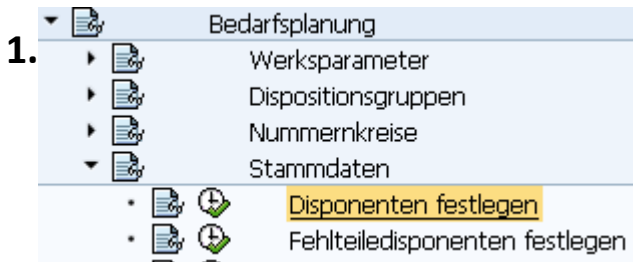 Bedarfsplanung
1.
Werksparameter
Dispositionsgruppen
Nummernkreise
Stammdaten
Disponenten festlegen
Fehlteiledisponenten festlegen